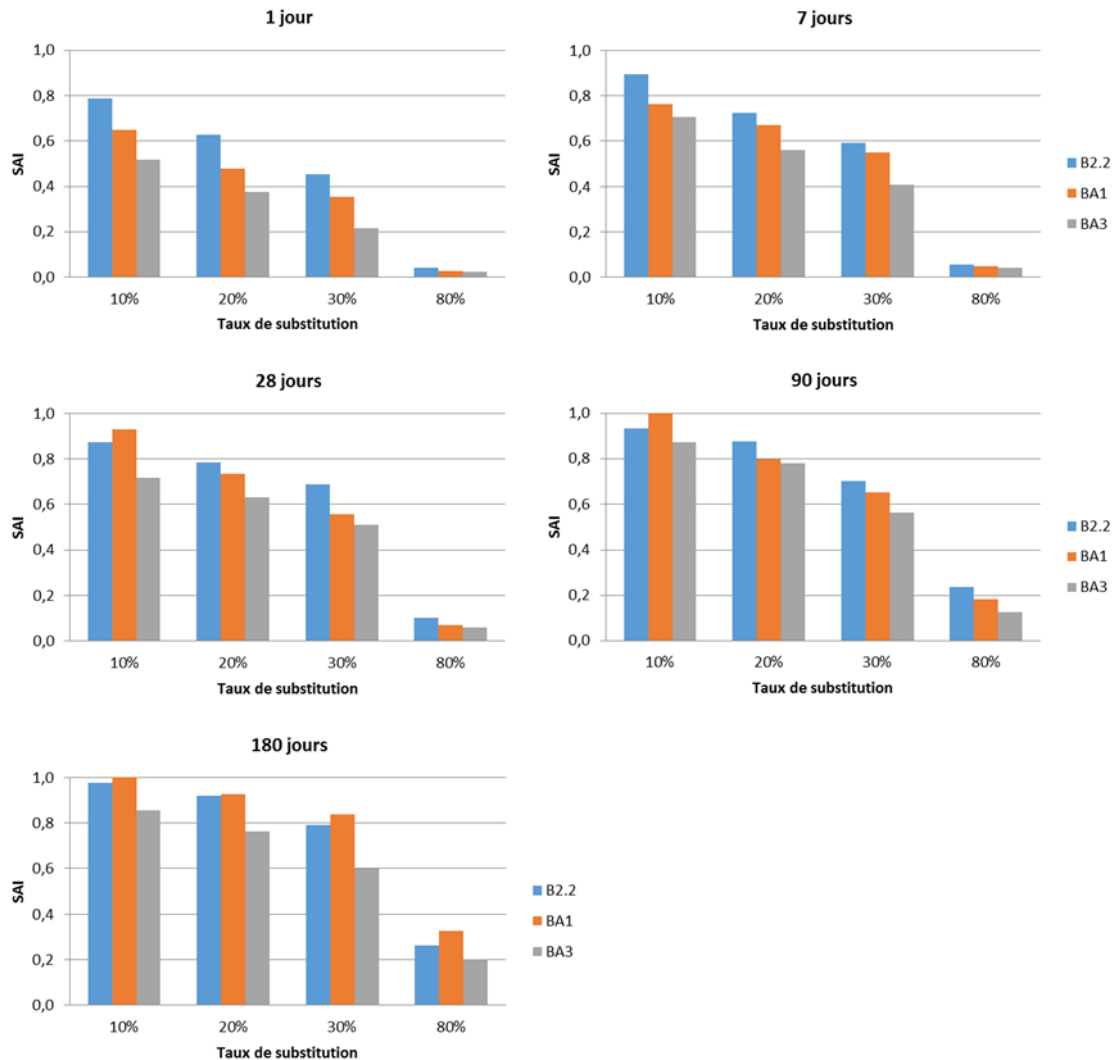 1 jour
1,0
0,8
0,6
0,4
0,2
0,0
SAI
10% 20% 30% 80%
Taux de substitution
7 jours
1,0
0,8
0,6
0,4
0,2
0,0
SAI
10% 20% 30% 80%
Taux de substitution
B2.2
BA1
BA3
28 jours
1,0
0,8
0,6
0,4
0,2
0,0
SAI
10% 20% 30% 80%
Taux de substitution
90 jours
1,0
0,8
0,6
0,4
0,2
0,0
SAI
10% 20% 30% 80%
Taux de substitution
B2.2
BA1
BA3
180 jours
1,0
0,8
0,6
0,4
0,2
0,0
SAI
10% 20% 30% 80%
Taux de substitution
B2.2
BA1
BA3